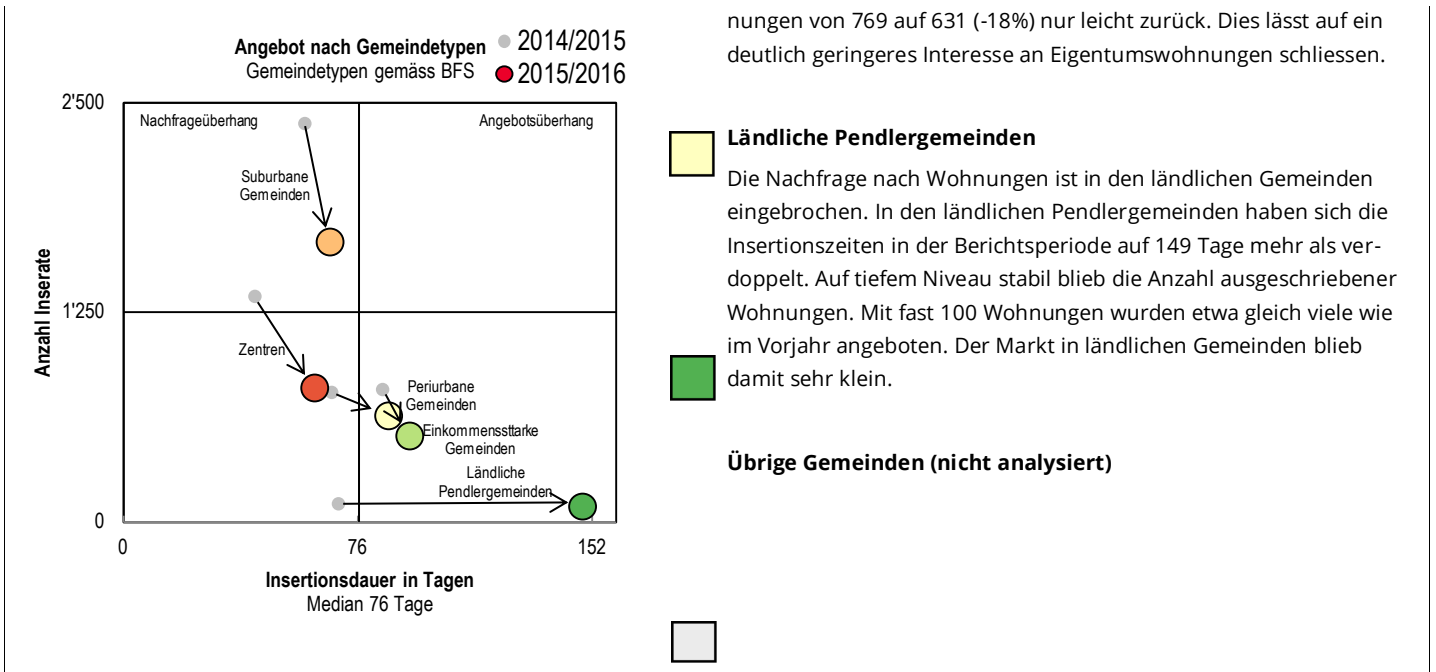 Angebot nach Gemeindetypen
Gemeindetypen gemäss BFS
2014/2015
2015/2016
2'500
Nachfrageüberhang
Angebotsüberhang
Suburbane
Gemeinden
Anzahl Inserate
1'250
Zentren
Periurbane
Gemeinden
Einkommenssttarke
Gemeinden
Ländliche
Pendlergemeinden
0
0
76
152
Insertionsdauer in Tagen
Median 76 Tage
nungen von 769 auf 631 (-18%) nur leicht zurück. Dies lässt auf ein
deutlich geringeres Interesse an Eigentumswohnungen schliessen.
Ländliche Pendlergemeinden
Die Nachfrage nach Wohnungen ist in den ländlichen Gemeinden
eingebrochen. In den ländlichen Pendlergemeinden haben sich die
Insertionszeiten in der Berichtsperiode auf 149 Tage mehr als ver-
doppelt. Auf tiefem Niveau stabil blieb die Anzahl ausgeschriebener
Wohnungen. Mit fast 100 Wohnungen wurden etwa gleich viele wie
im Vorjahr angeboten. Der Markt in ländlichen Gemeinden blieb
damit sehr klein.
Übrige Gemeinden (nicht analysiert)